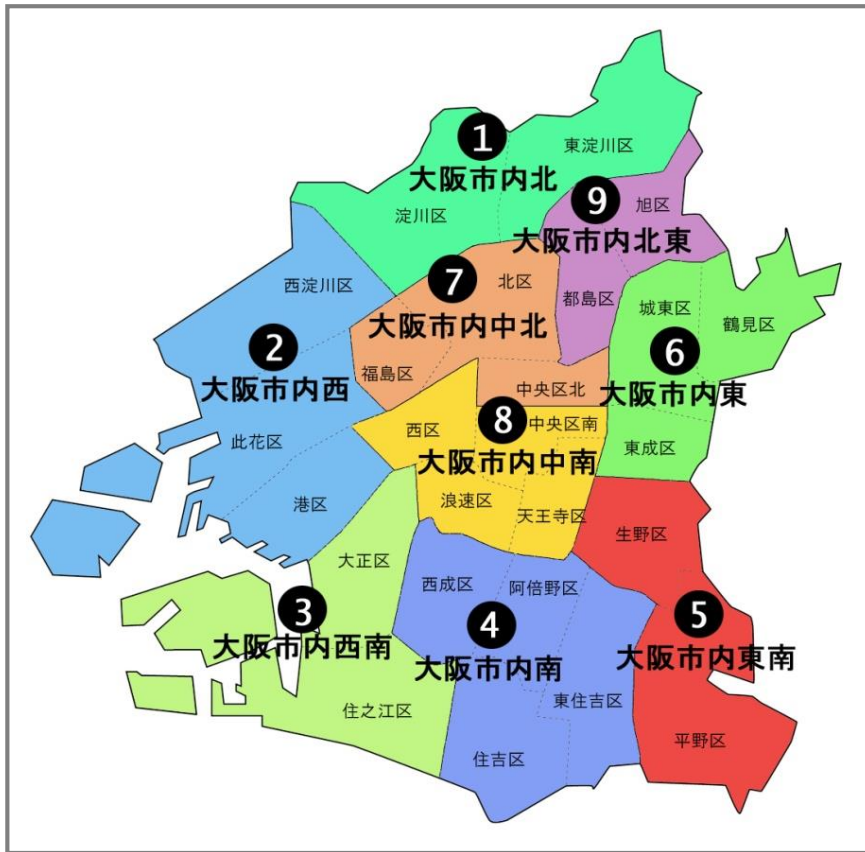 1
東淀川区
大阪市内北
淀川区
9
旭区
大阪市内北東
都島区
西淀川区
7
北区
大阪市内中北
福島区
中央区北
城東区
鶴見区
6
大阪市内東
東成区
2
大阪市内西
此花区
港区
8
西区
中央区南
大阪市内中南
浪速区
天王寺区
生野区
大正区
西成区
阿倍野区
3
大阪市内西南
4
大阪市内南
5
大阪市内東南
住之江区
東住吉区
住吉区
平野区